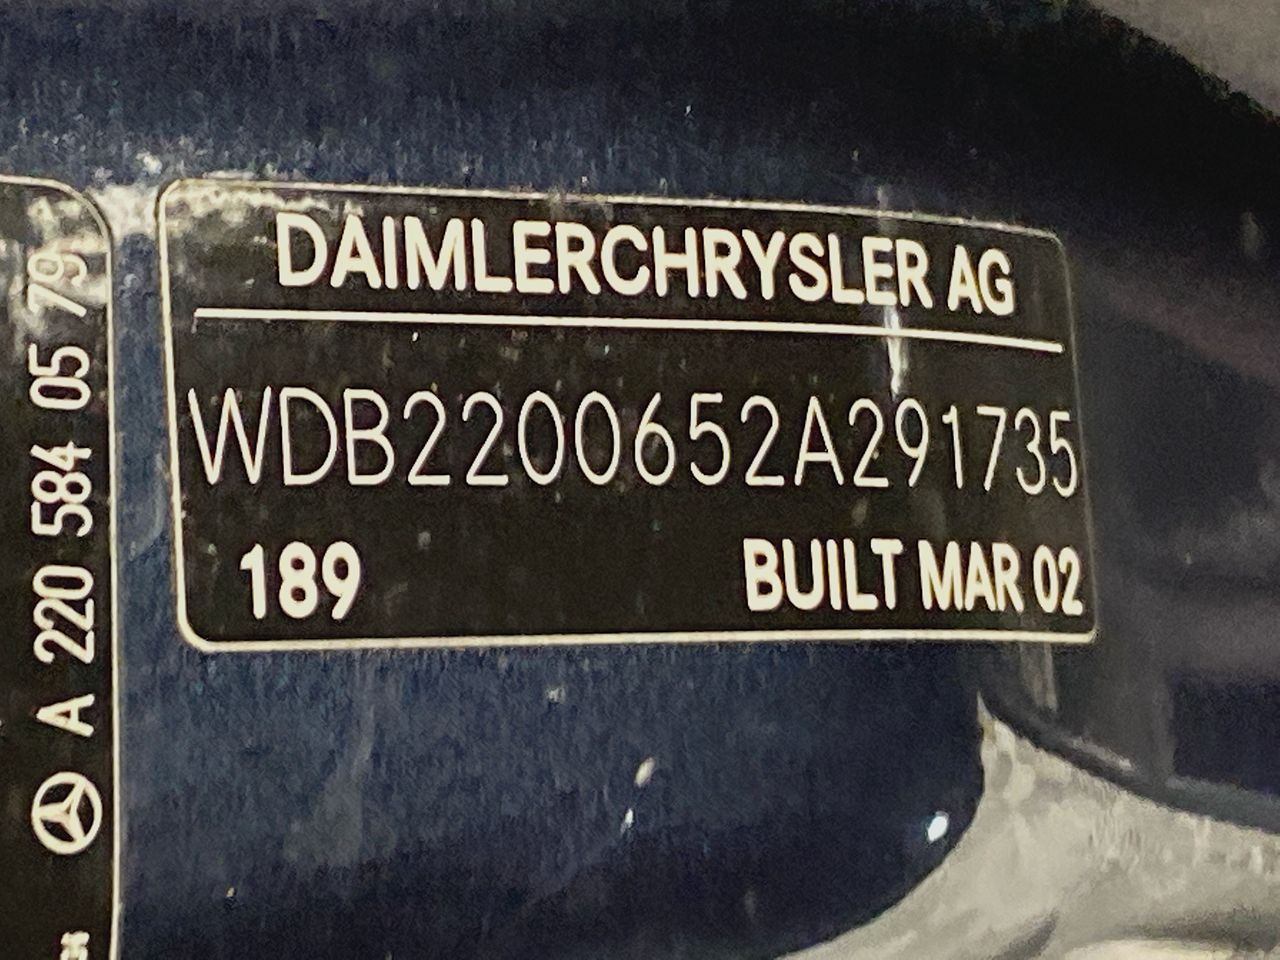 DAIMLERCHRYSLER AG
WDB2200652A291735
189 BUILT MAR 02
A 220 584 05 79